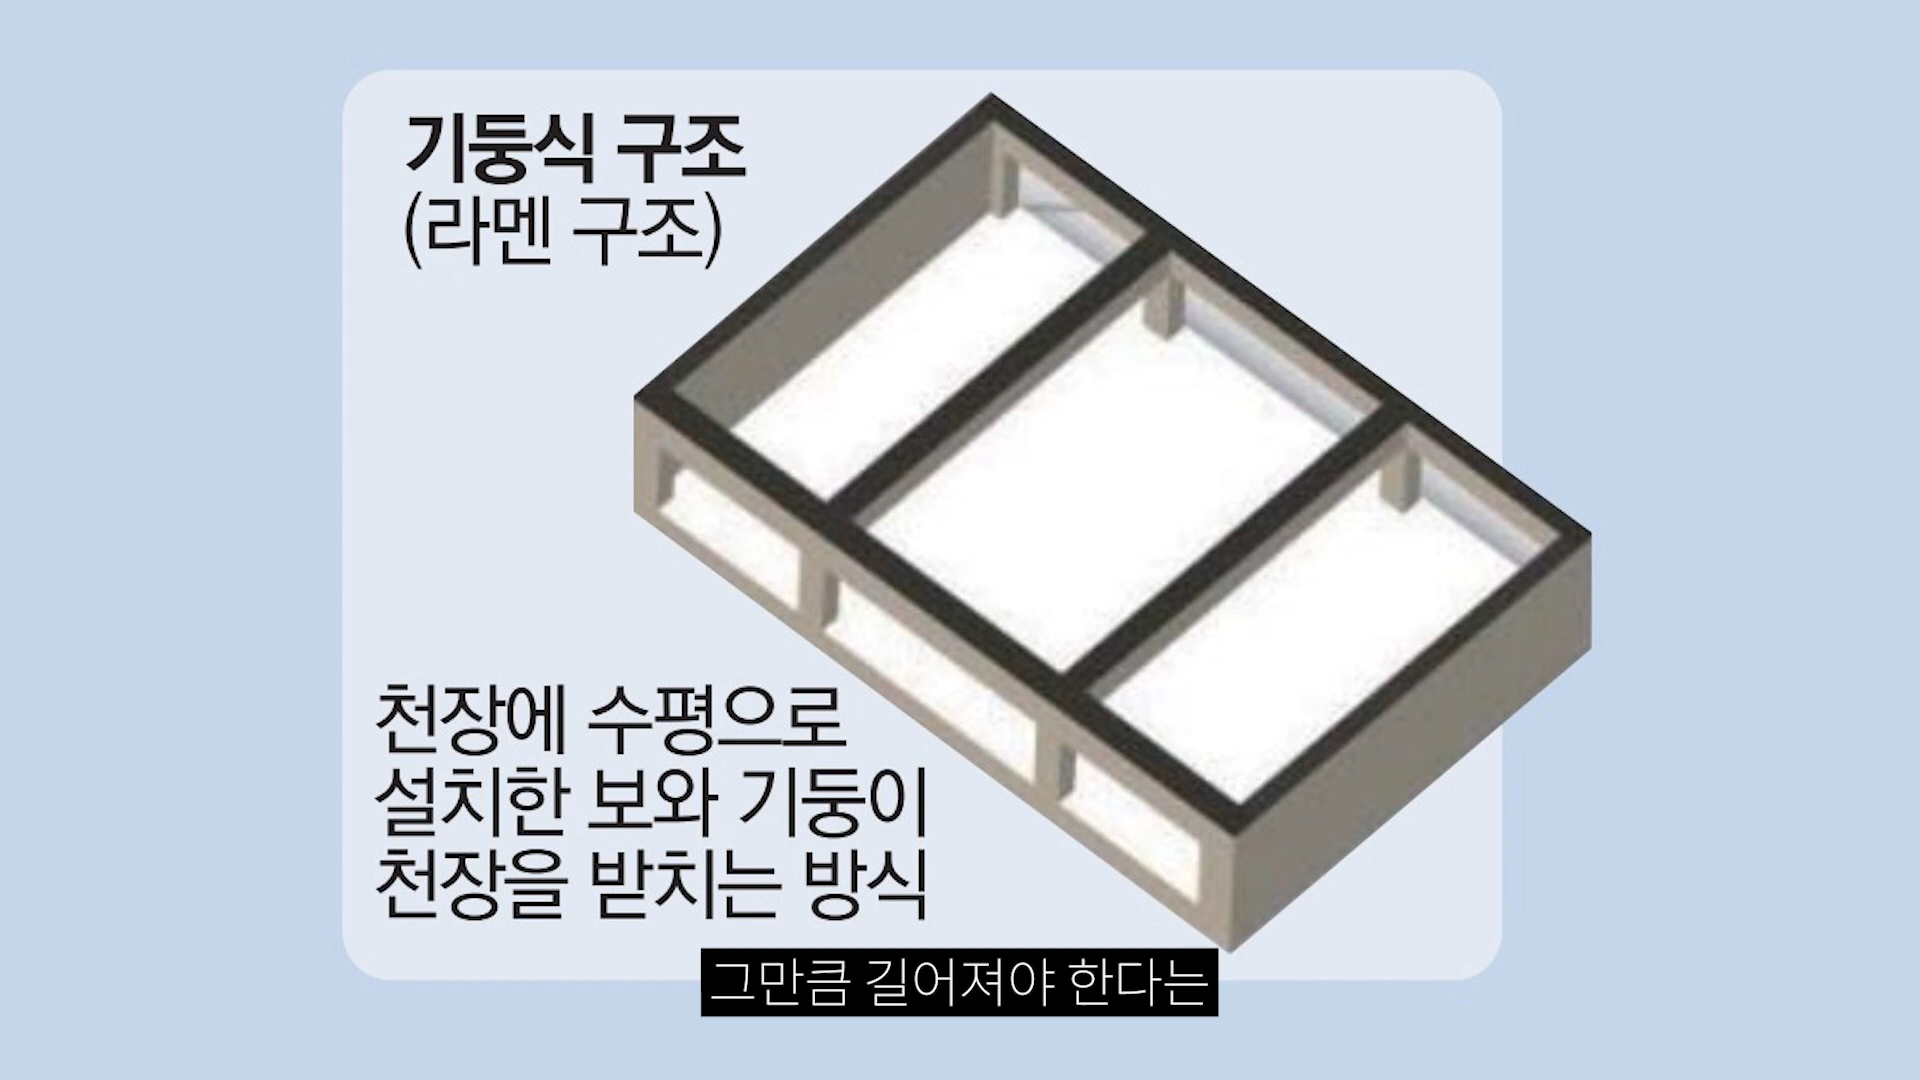 기둥식 구조
(라멘 구조)
천장에 수평으로
설치한 보와 기둥이
천장을 받치는 방식
그만큼 길어져야 한다는